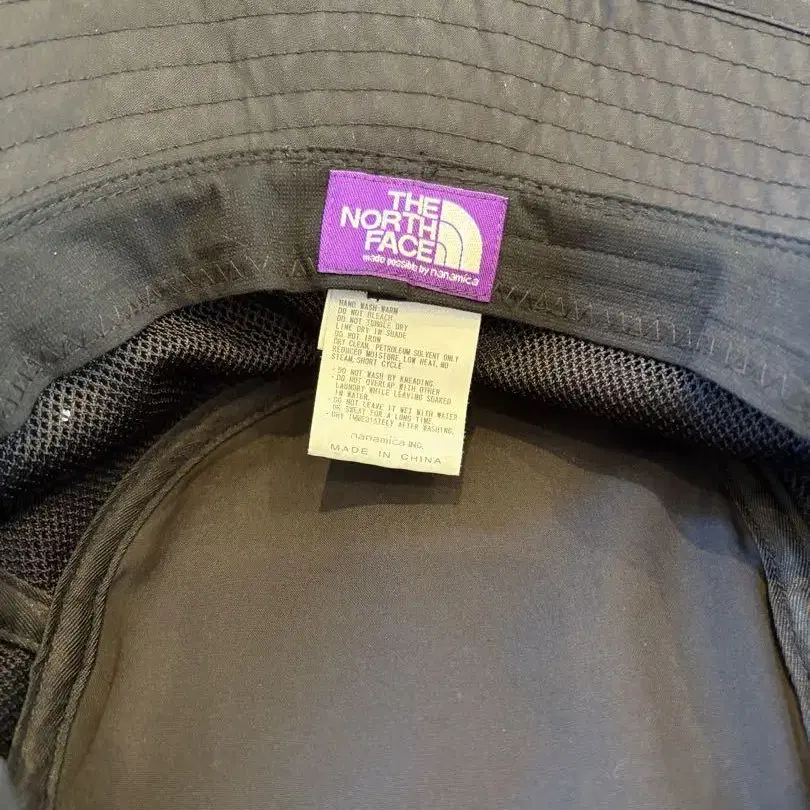 THE
NORTH
FACE
made possible by nanamica
HAND WASH WARM
DO NOT BLEACH
DO NOT TUMBLE DRY
LINE DRY IN SHADE
DO NOT IRON
DRY CLEAN, PETROLEUM SOLVENT ONLY
REDUCED MOISTURE, LOW HEAT, NO
STEAM, SHORT CYCLE
・DO NOT WASH BY KNEADING.
・DO NOT OVERLAP WITH OTHER
LAUNDRY WHILE LEAVING SOAKED
IN WATER.
・DO NOT LEAVE IT WET WITH WATER
OR SWEAT FOR A LONG TIME.
・DRY IMMEDIATELY AFTER WASHING.
nanamica INC.
MADE IN CHINA